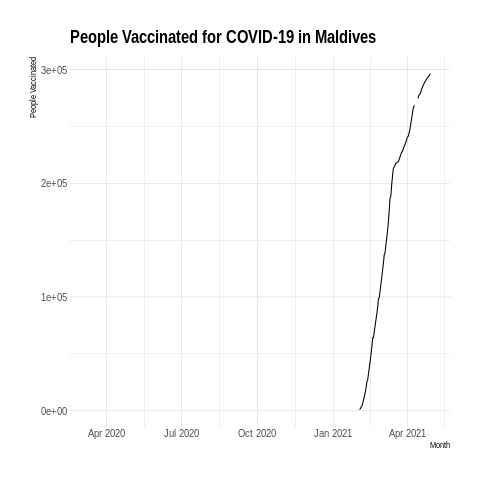 People Vaccinated for COVID-19 in Maldives
People Vaccinated
3e+05
2e+05
1e+05
0e+00
Apr 2020 Jul 2020 Oct 2020 Jan 2021 Apr 2021
Month